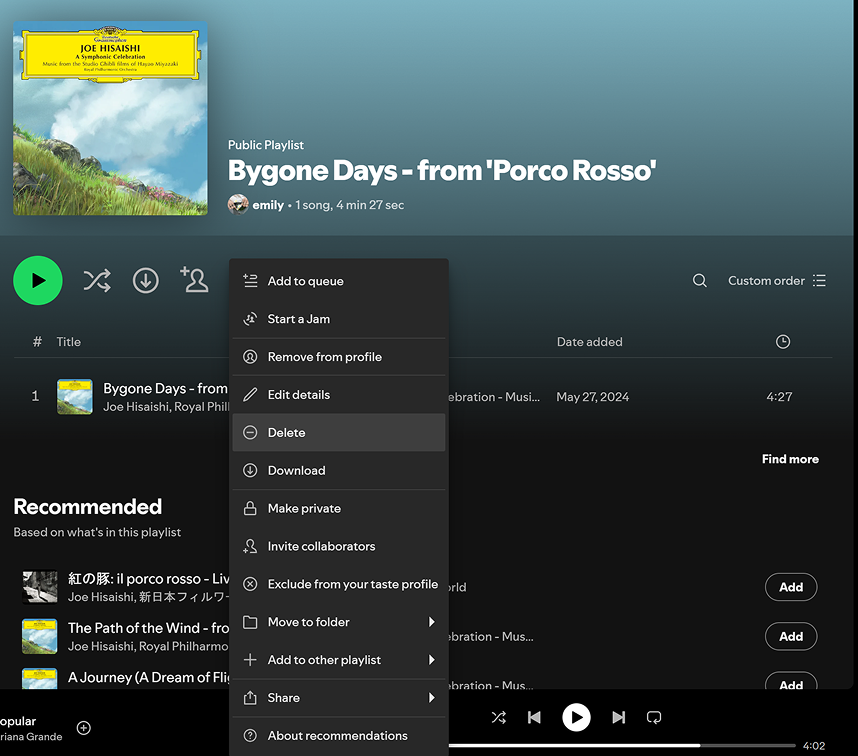 Deutsche
Grammophon
JOE HISAISHI
A Symphonic Celebration
Music from the Studio Ghibli films of Hayao Miyazaki
Royal Philharmonic Orchestra
Public Playlist
Bygone Days - from 'Porco Rosso'
emily • 1 song, 4 min 27 sec
Custom order
# Title Date added
1 Bygone Days - from
Joe Hisaishi, Royal Phil
ebration - Musi... May 27, 2024 4:27
Find more
Recommended
Based on what's in this playlist
紅の豚: il porco rosso - Liv
Joe Hisaishi, 新日本フィルワー
orld Add
The Path of the Wind - fro
Joe Hisaishi, Royal Philharmo
ebration - Mus... Add
A Journey (A Dream of Flig
ebration - Mus... Add
Add to queue
Start a Jam
Remove from profile
Edit details
Delete
Download
Make private
Invite collaborators
Exclude from your taste profile
Move to folder
Add to other playlist
Share
About recommendations
opular
riana Grande
4:02